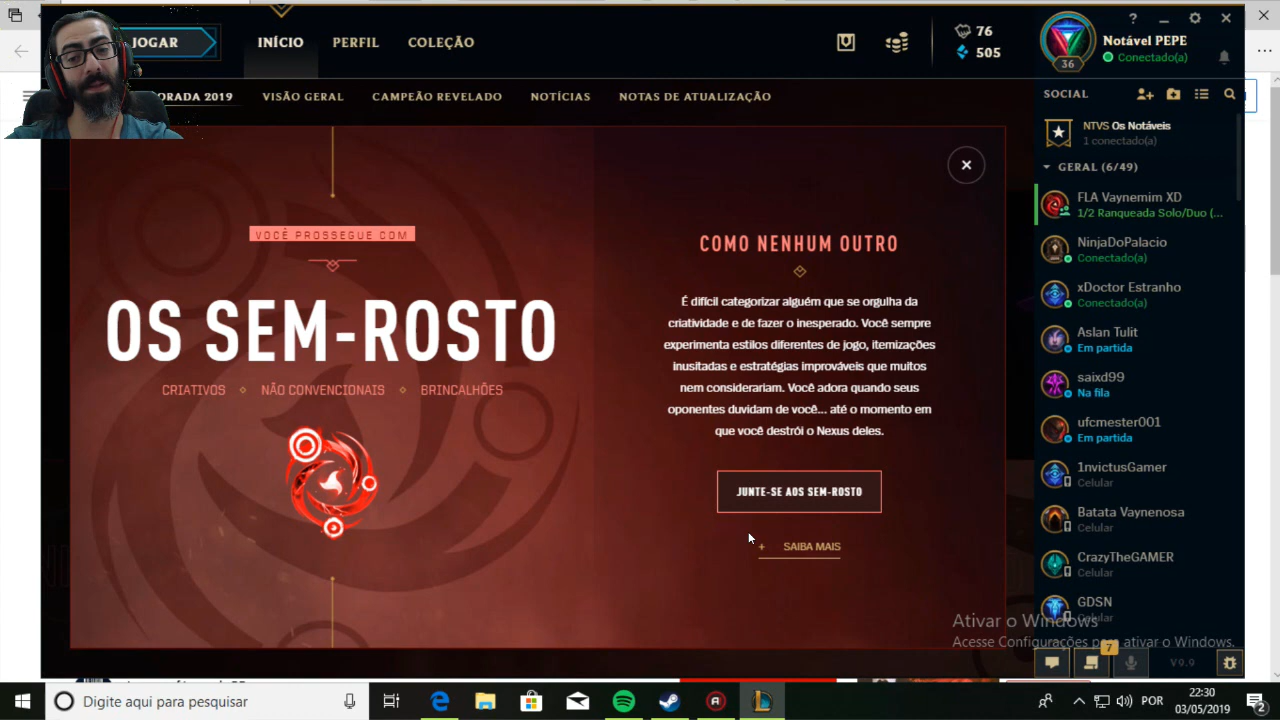 JOGAR
INÍCIO
PERFIL
COLEÇÃO
76
505
?
36
Notável PEPE
Conectado(a)
ORADA 2019
VISÃO GERAL
CAMPEÃO REVELADO
NOTÍCIAS
NOTAS DE ATUALIZAÇÃO
SOCIAL
NTVS Os Notáveis
1 conectado(a)
GERAL (6/49)
FLA Vaynemim XD
1/2 Ranqueada Solo/Duo (...
NinjaDoPalacio
Conectado(a)
xDoctor Estranho
Conectado(a)
Aslan Tulit
Em partida
saixd99
Na fila
ufcmester001
Em partida
1nvictusGamer
Celular
Batata Vaynenosa
Celular
CrazyTheGAMER
Celular
GDSN
Celular
VOCÊ PROSSEGUE COM
OS SEM-ROSTO
CRIATIVOS NÃO CONVENCIONAIS BRINCALHÕES
COMO NENHUM OUTRO
É difícil categorizar alguém que se orgulha da
criatividade e de fazer o inesperado. Você sempre
experimenta estilos diferentes de jogo, itemizações
inusitadas e estratégias improváveis que muitos
nem considerariam. Você adora quando seus
oponentes duvidam de você... até o momento em
que você destrói o Nexus deles.
JUNTE-SE AOS SEM-ROSTO
+ SAIBA MAIS
Ativar o Windows
Acesse Configurações para ativar o Windows.
7
V9.9
Digite aqui para pesquisar
POR
22:30
03/05/2019
2